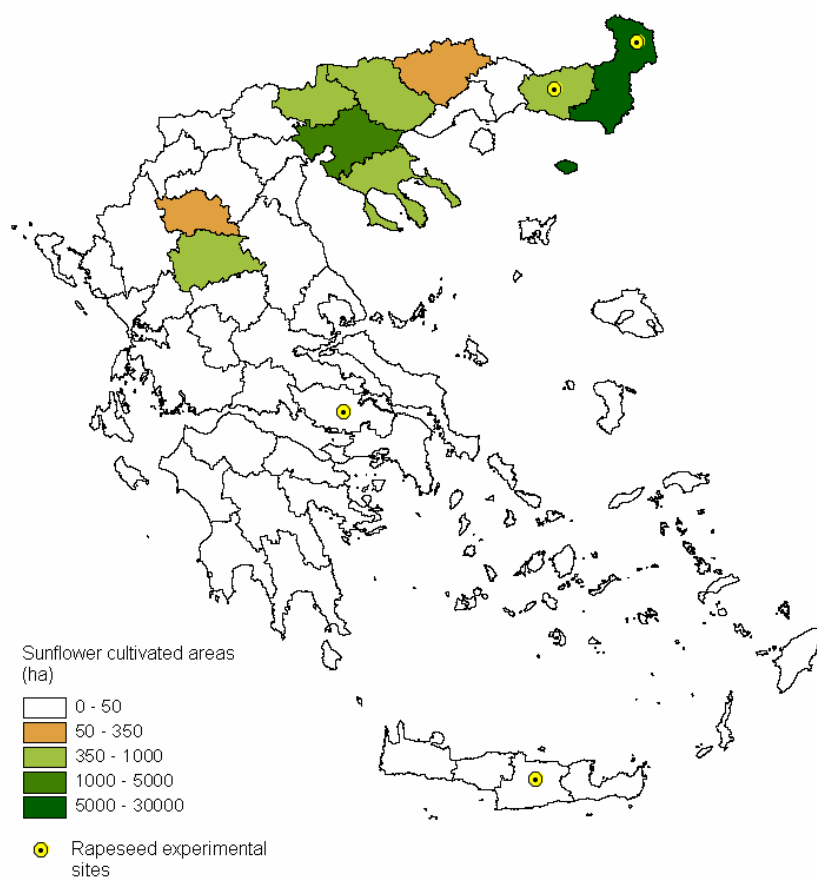 Sunflower cultivated areas
(ha)
0 - 50
50 - 350
350 - 1000
1000 - 5000
5000 - 30000
Rapeseed experimental
sites